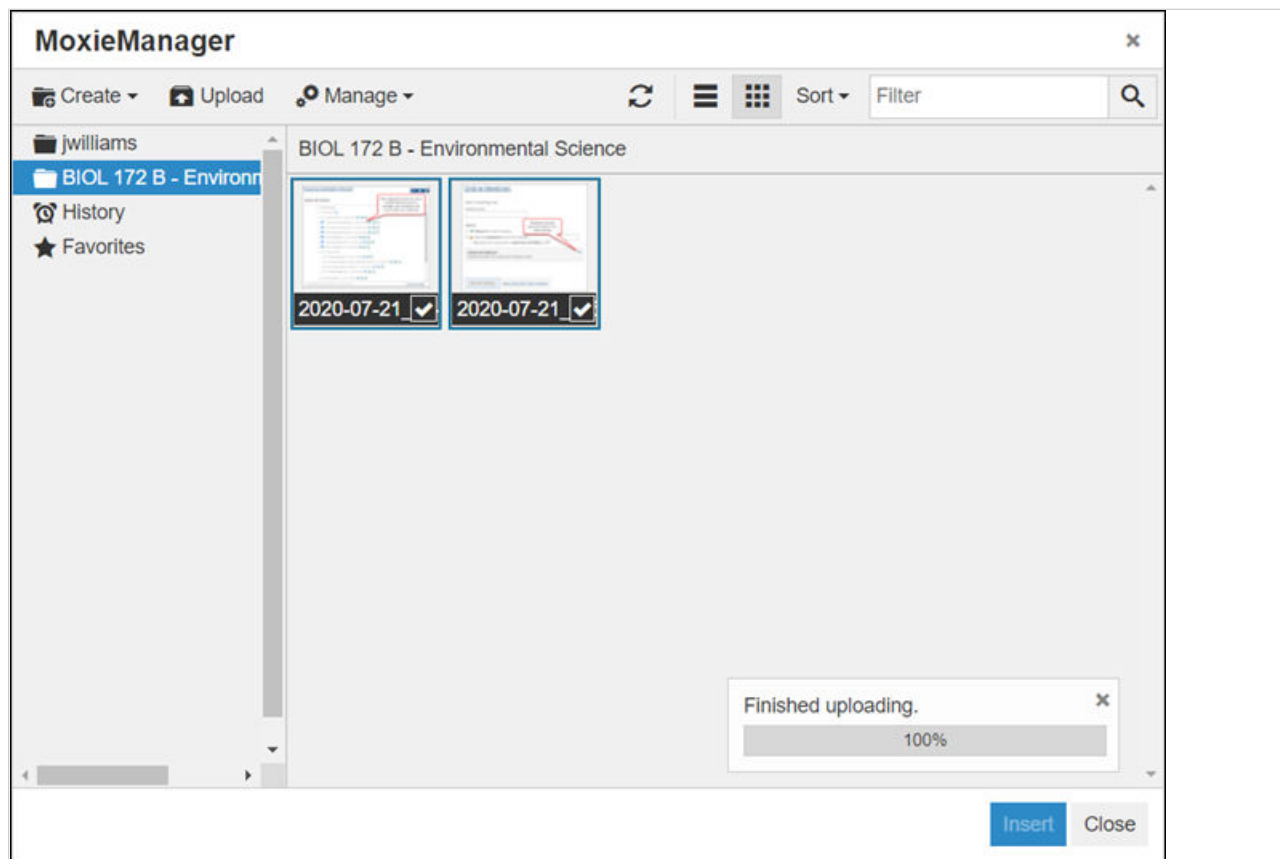 MoxieManager
Create Upload Manage Sort Filter
jwilliams
BIOL 172 B - Environ
History
Favorites
BIOL 172 B - Environmental Science
2020-07-21_ 2020-07-21_
Finished uploading.
100%
Insert Close